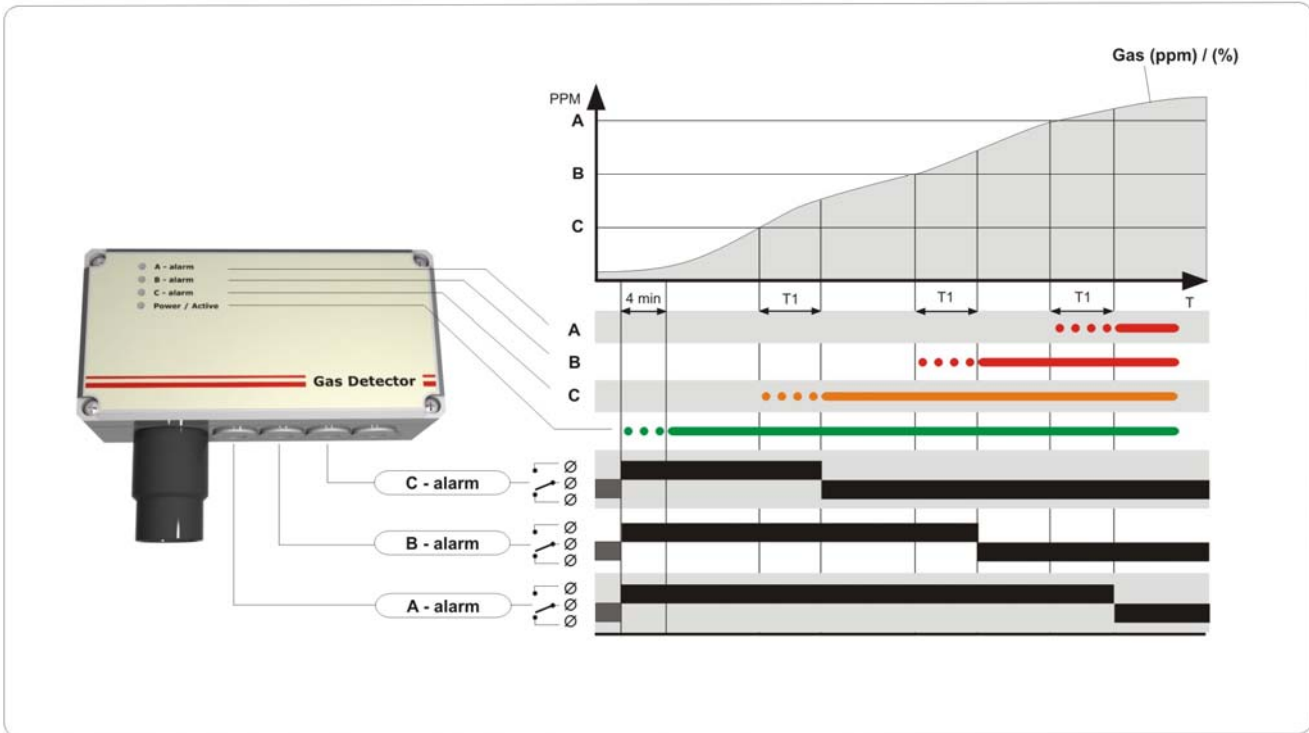 Gas (ppm) / (%)
PPM
A
B
C
A - alarm
B - alarm
C - alarm
Power / Active
Gas Detector
4 min
T1
T1
T1
T
A
B
C
C - alarm
B - alarm
A - alarm